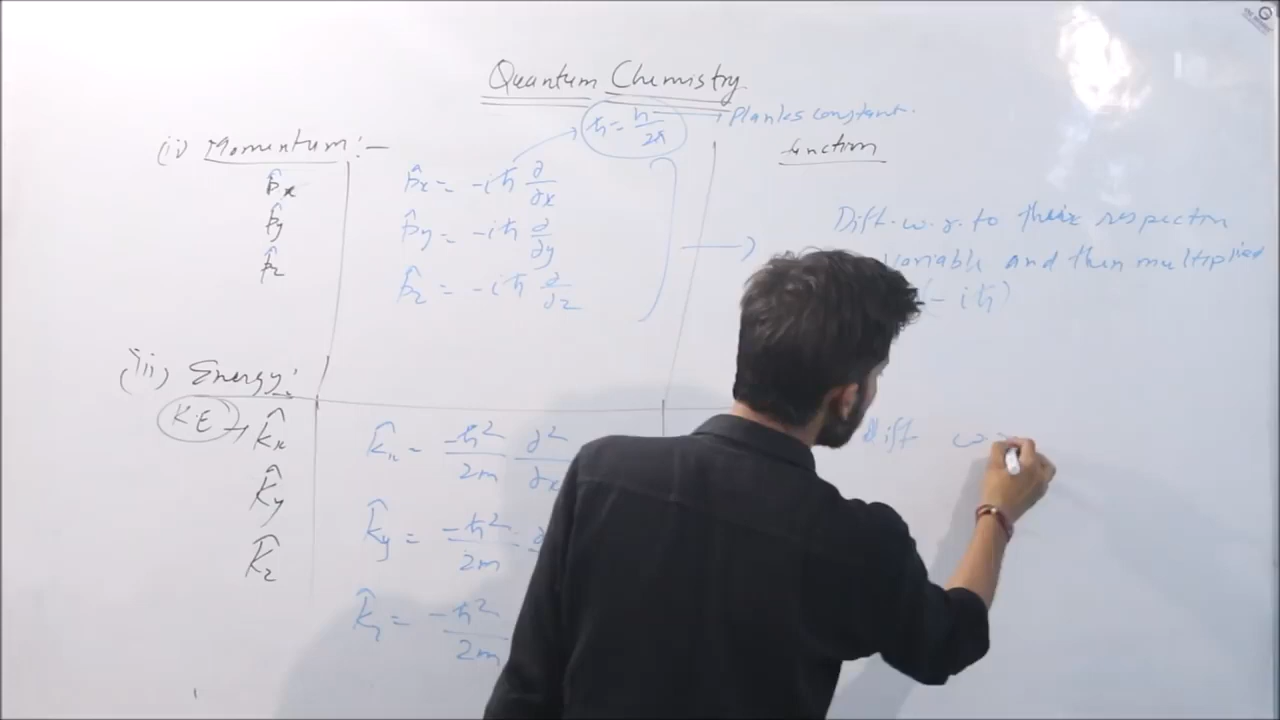 Quantum Chemistry
ℏ = h/2π → Planks constant.
(ii) Momentum:-
function
p̂x
p̂y
p̂z
p̂x = -iℏ ∂/∂x
p̂y = -iℏ ∂/∂y
p̂z = -iℏ ∂/∂z
Diff. w. r. to their
variable and then multiplied
(-iℏ)
(iii) Energy:
K.E → K̂x
K̂y
K̂z
K̂x = -ℏ²/2m ∂²/∂x
K̂y = -ℏ²/2m
= -ℏ²/2m
diff w